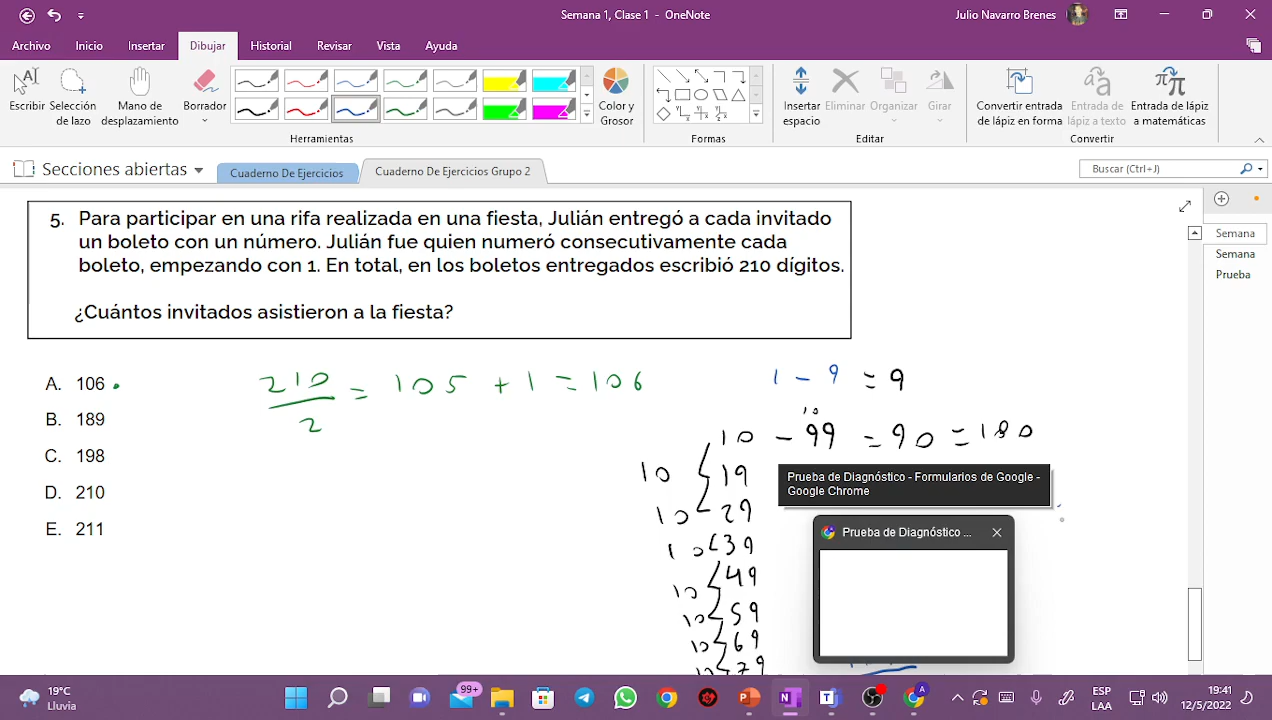 Semana 1, Clase 1 - OneNote
Julio Navarro Brenes
Archivo Inicio Insertar Dibujar Historial Revisar Vista Ayuda
Escribir
Selección de lazo
Mano de desplazamiento
Borrador
Color y Grosor
Insertar espacio
Eliminar
Organizar
Girar
Convertir entrada de lápiz en forma
Entrada de lápiz a texto
Entrada de lápiz a matemáticas
Herramientas
Formas
Editar
Convertir
Secciones abiertas
Cuaderno De Ejercicios
Cuaderno De Ejercicios Grupo 2
Buscar (Ctrl+J)
Semana
Semana
Prueba
5. Para participar en una rifa realizada en una fiesta, Julián entregó a cada invitado
un boleto con un número. Julián fue quien numeró consecutivamente cada
boleto, empezando con 1. En total, en los boletos entregados escribió 210 dígitos.
¿Cuántos invitados asistieron a la fiesta?
A. 106
B. 189
C. 198
D. 210
E. 211
210/2 = 105 + 1 = 106
1 - 9 = 9
10
10 - 99 = 90 = 180
10 19
10 29
10 39
10 49
10 59
10 69
10 79
Prueba de Diagnóstico - Formularios de Google -
Google Chrome
Prueba de Diagnóstico ...
19°C
Lluvia
99+
ESP
LAA
19:41
12/5/2022